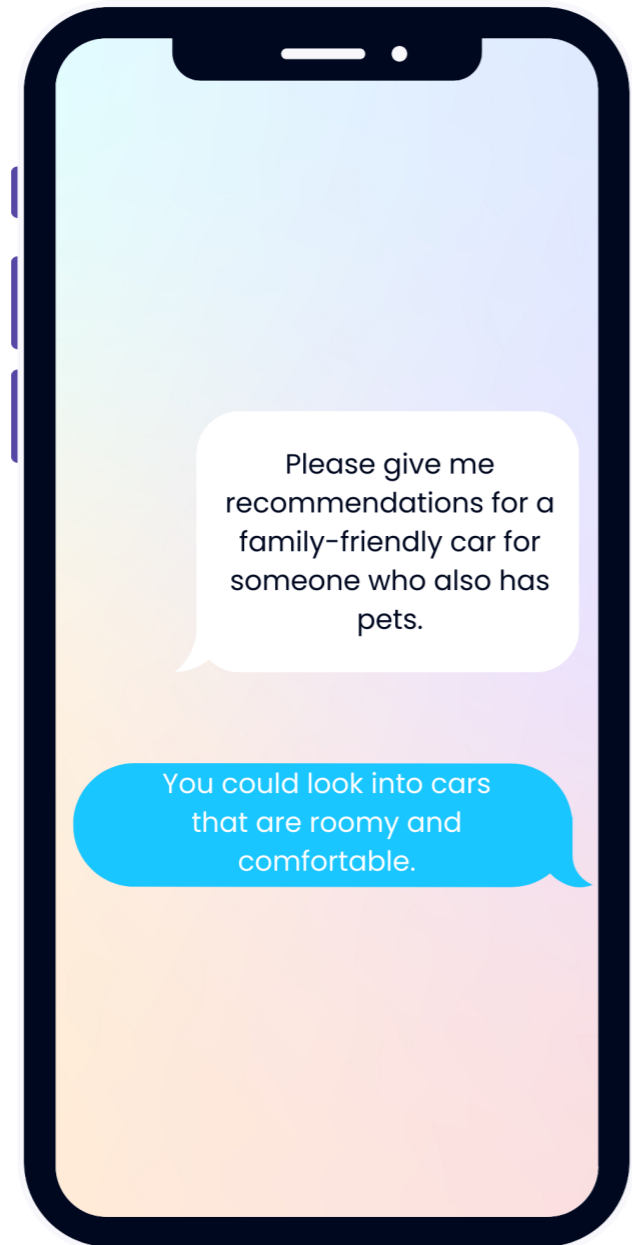 Please give me
recommendations for a
family-friendly car for
someone who also has
pets.
You could look into cars
that are roomy and
comfortable.